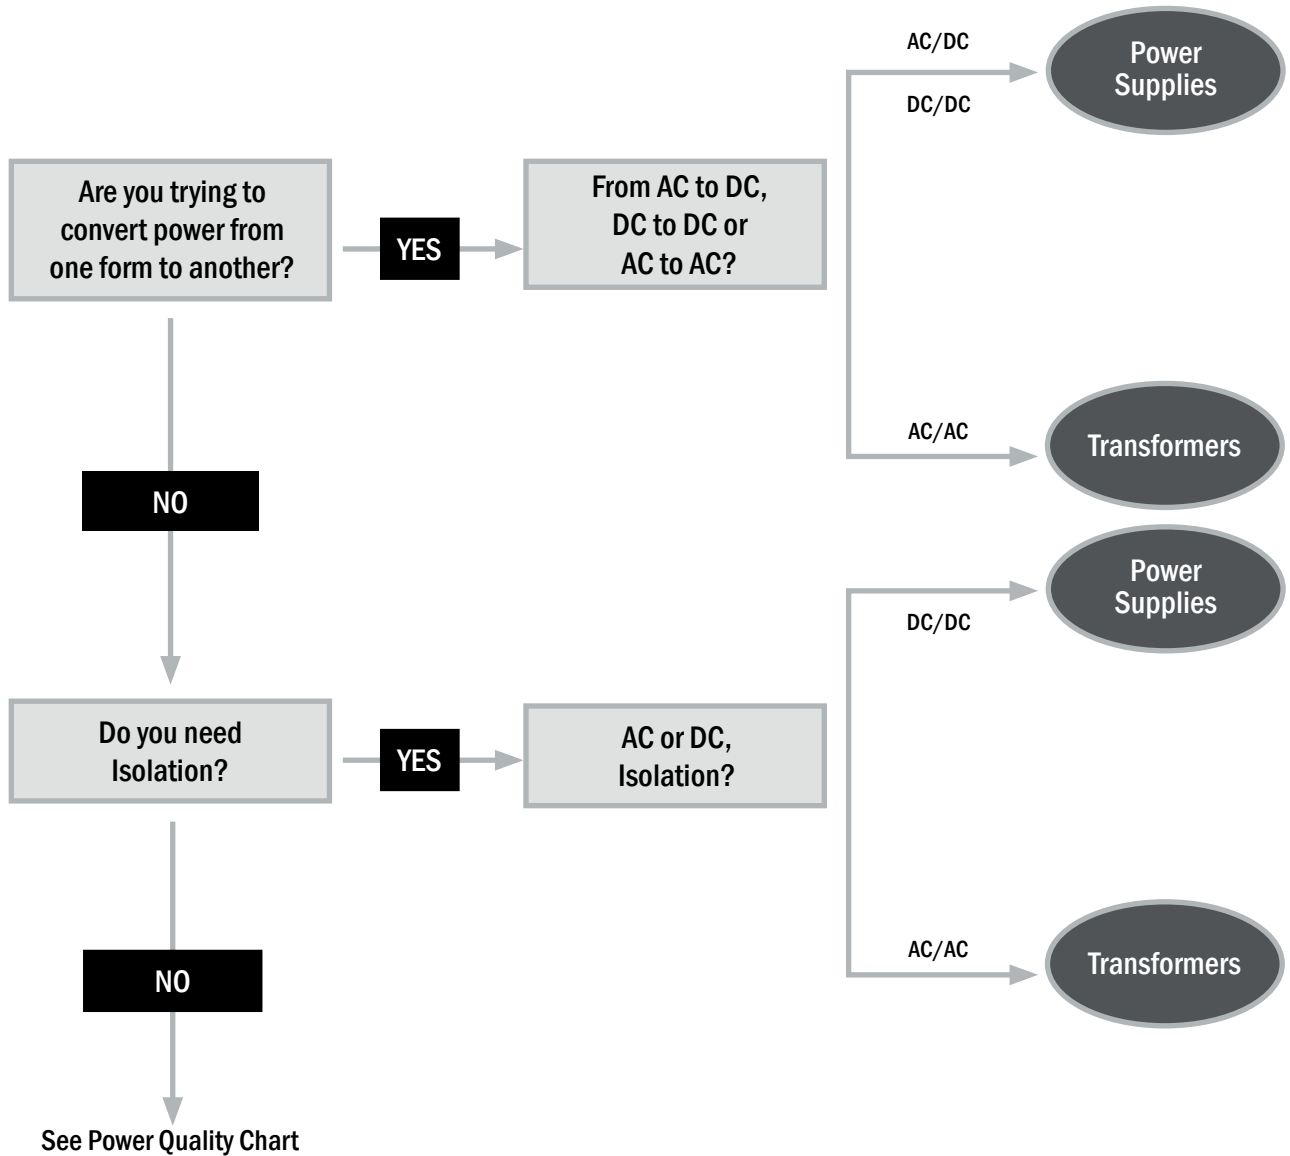 AC/DC
Power
Supplies
DC/DC
Are you trying to
convert power from
one form to another?
YES
From AC to DC,
DC to DC or
AC to AC?
AC/AC
Transformers
NO
Power
Supplies
DC/DC
Do you need
Isolation?
YES
AC or DC,
Isolation?
AC/AC
Transformers
NO
See Power Quality Chart